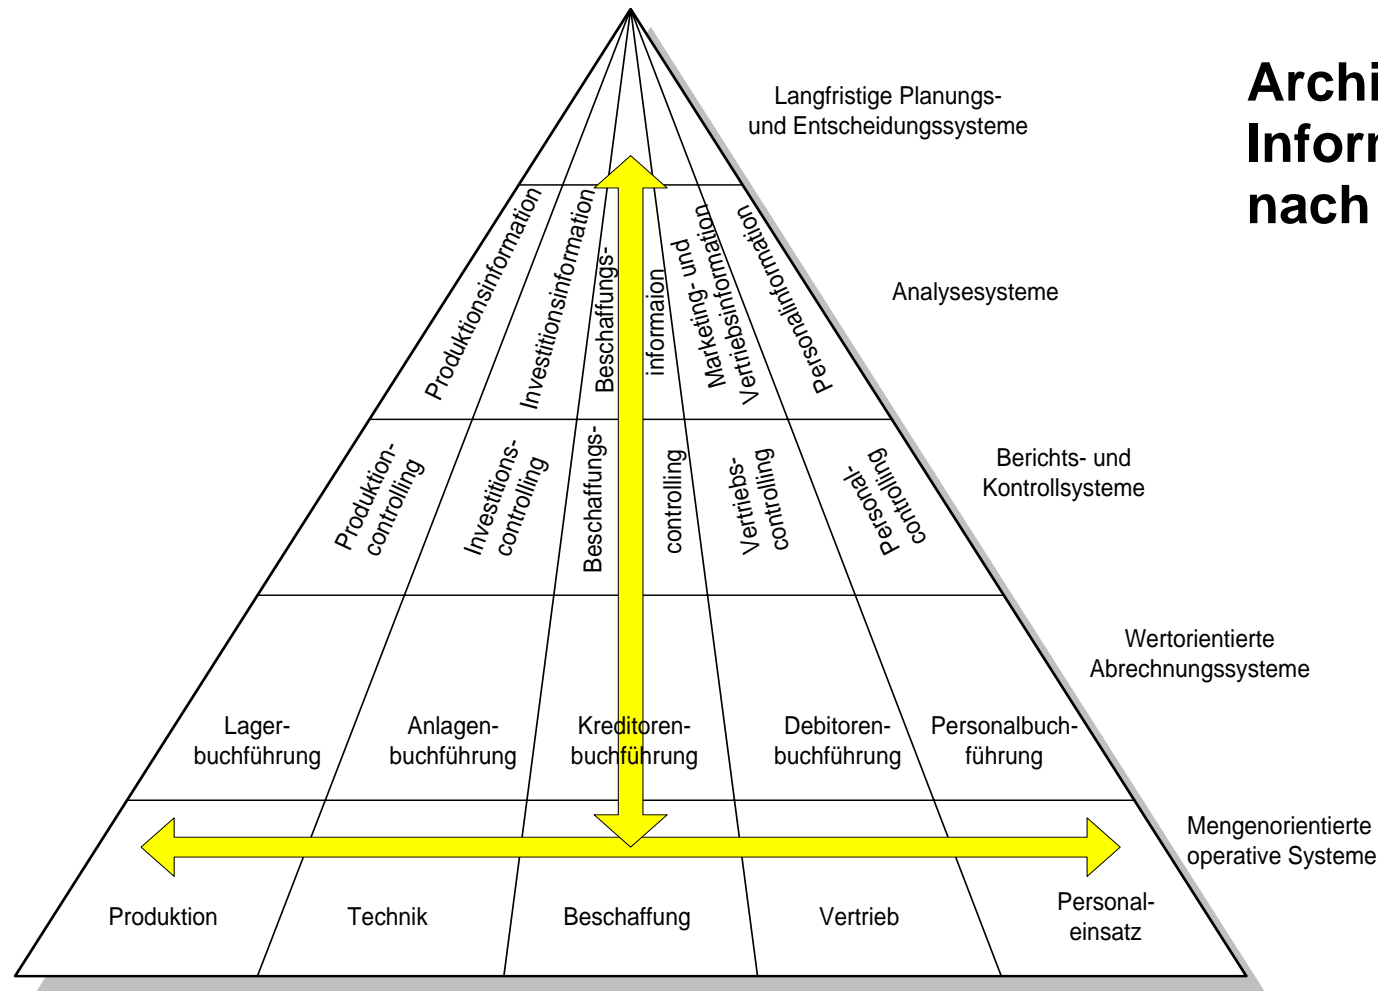 Langfristige Planungs-
und Entscheidungssysteme
Archi
Infor
nach
Produktionsinformation
Investitionsinformation
Beschaffungs-
informaion
Marketing- und
Vertriebsinformation
Personalinformation
Analysesysteme
Produktion-
controlling
Investitions-
controlling
Beschaffungs-
controlling
Vertriebs-
controlling
Personal-
controlling
Berichts- und
Kontrollsysteme
Wertorientierte
Abrechnungssysteme
Lager-
buchführung
Anlagen-
buchführung
Kreditoren-
buchführung
Debitoren-
buchführung
Personalbuch-
führung
Mengenorientierte
operative Systeme
Produktion
Technik
Beschaffung
Vertrieb
Personal-
einsatz